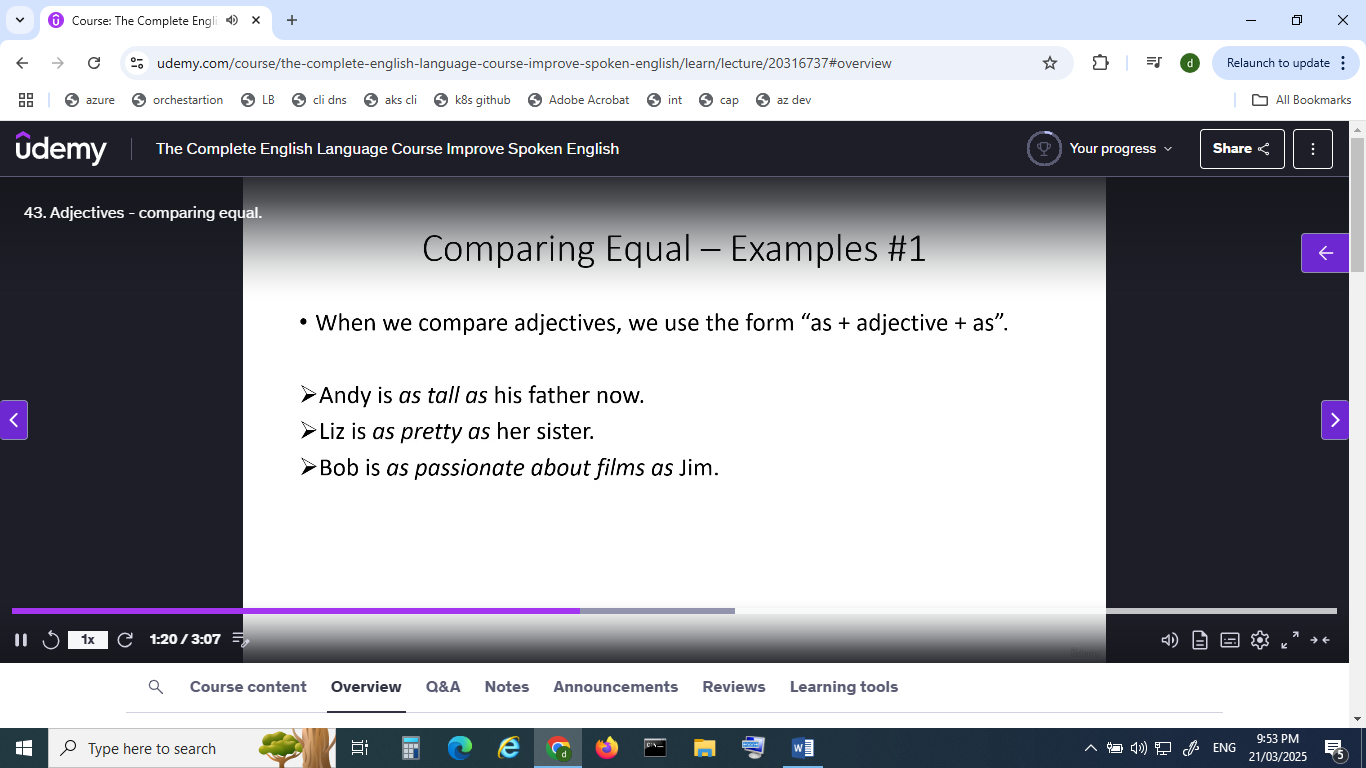 Course: The Complete Engli
udemy.com/course/the-complete-english-language-course-improve-spoken-english/learn/lecture/20316737#overview
d
Relaunch to update
azure
orchestartion
LB
cli dns
aks cli
k8s github
Adobe Acrobat
int
cap
az dev
All Bookmarks
udemy
The Complete English Language Course Improve Spoken English
Your progress
Share
43. Adjectives - comparing equal.
Comparing Equal – Examples #1
• When we compare adjectives, we use the form “as + adjective + as”.
➢Andy is as tall as his father now.
➢Liz is as pretty as her sister.
➢Bob is as passionate about films as Jim.
1x
1:20 / 3:07
Course content
Overview
Q&A
Notes
Announcements
Reviews
Learning tools
Type here to search
ENG
9:53 PM
21/03/2025
5